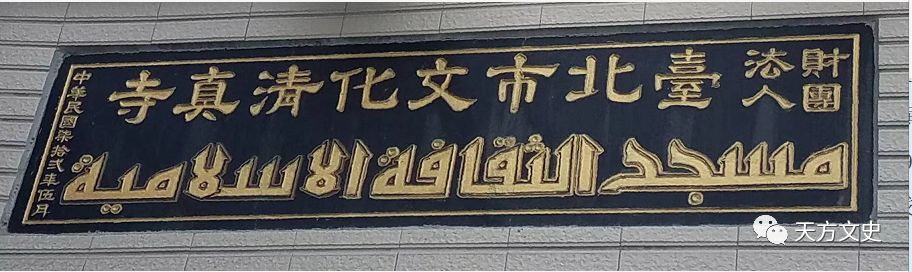 財團
法人
臺北市文化清真寺
مسجد الثقافة الاسلامية
中華民國柒拾弍年伍月
天方文史